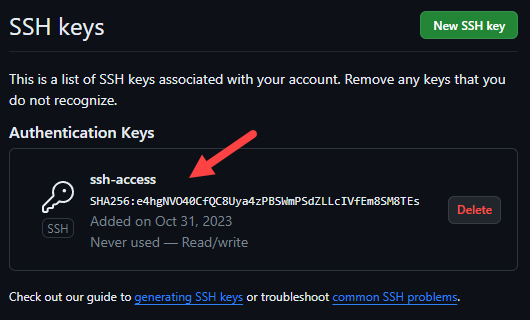 SSH keys
New SSH key
This is a list of SSH keys associated with your account. Remove any keys that you
do not recognize.
Authentication Keys
ssh-access
SHA256:e4hgNVO40CfQC8Uya4zPBSWmPSdZLLcIVfEm8SM8TEs
SSH
Added on Oct 31, 2023
Never used — Read/write
Delete
Check out our guide to generating SSH keys or troubleshoot common SSH problems.